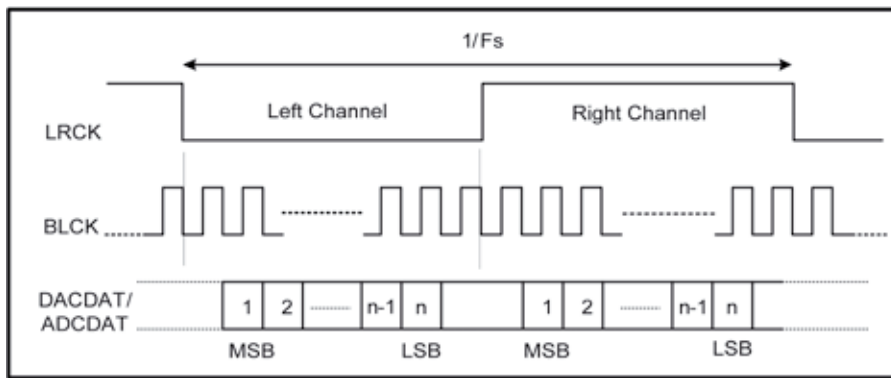 1/Fs
Left Channel
Right Channel
LRCK
BLCK
DACDAT/
ADCDAT
1 2 n-1 n 1 2 n-1 n
MSB LSB MSB LSB